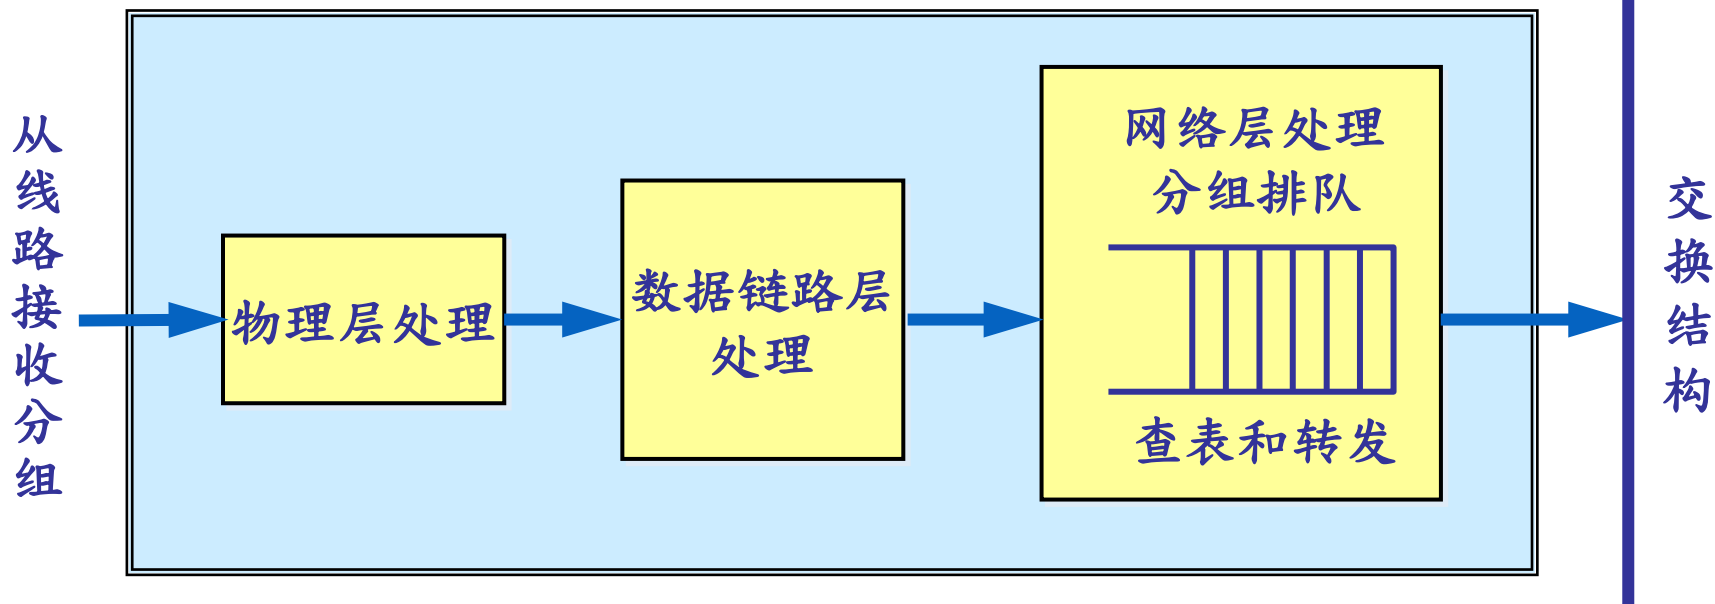 从线路接收分组
物理层处理
数据链路层
处理
网络层处理
分组排队
查表和转发
交换结构